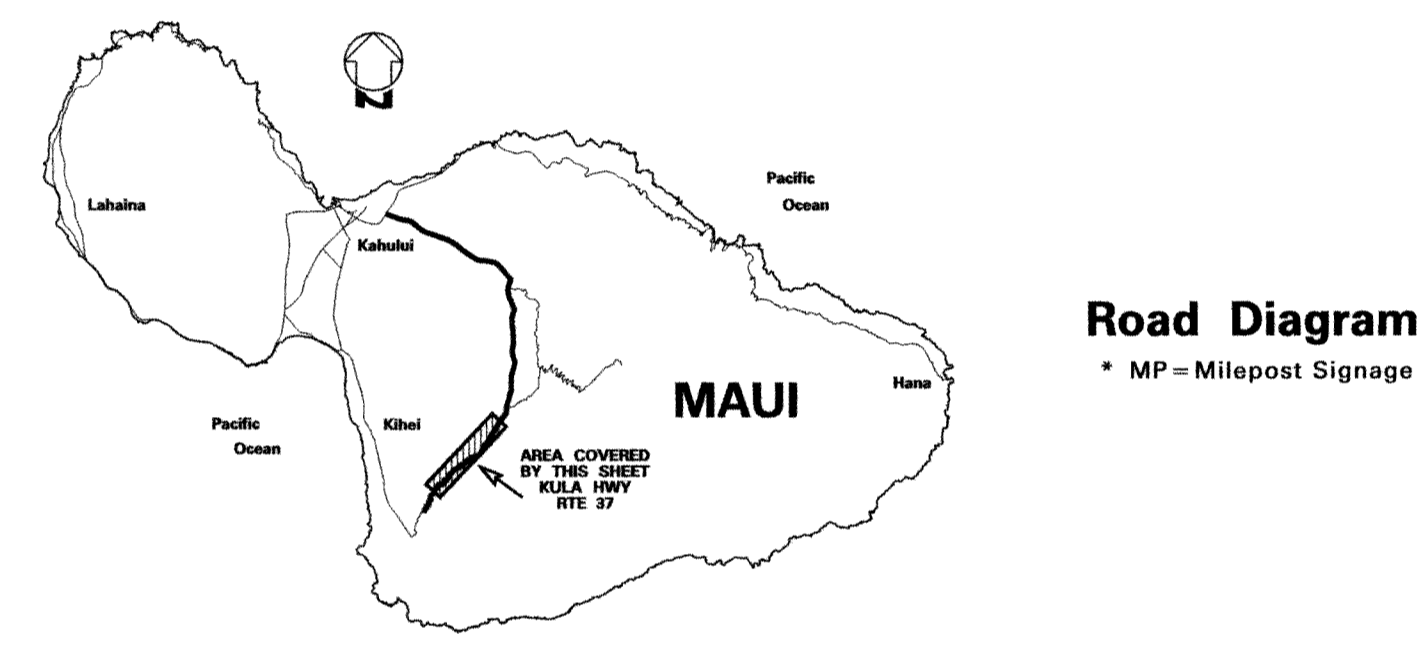 N
Pacific
Ocean
Lahaina
Kahului
Road Diagram
* MP=Milepost Signage
MAUI
Hana
Pacific
Ocean
Kihei
AREA COVERED
BY THIS SHEET
KULA HWY
RTE 37